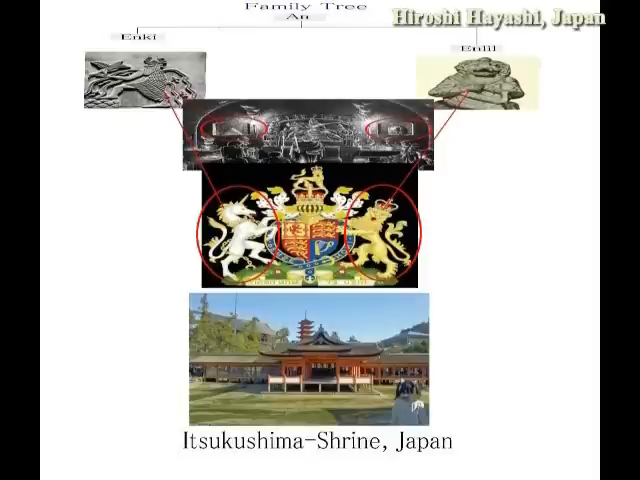 Family Tree
Hiroshi Hayashi, Japan
An
Enki
Enlil
Itsukushima-Shrine, Japan